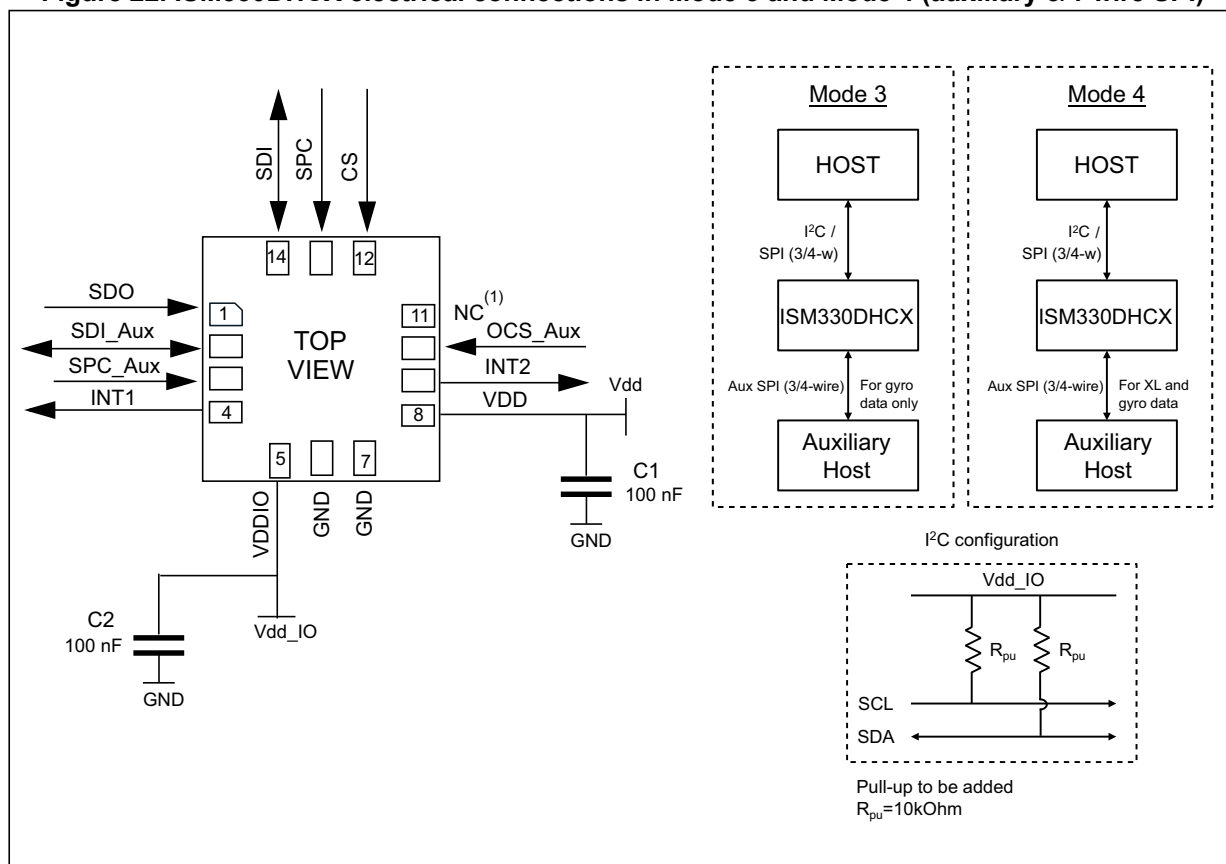 SDI
SPC
CS
14
12
SDO
1
11
NC(1)
SDI_Aux
OCS_Aux
TOP
VIEW
SPC_Aux
INT2
INT1
VDD
Vdd
4
8
5
7
VDDIO
GND
GND
C1
100 nF
GND
C2
100 nF
Vdd_IO
GND
Mode 3
HOST
I²C /
SPI (3/4-w)
ISM330DHCX
Aux SPI (3/4-wire)
For gyro
data only
Auxiliary
Host
Mode 4
HOST
I²C /
SPI (3/4-w)
ISM330DHCX
Aux SPI (3/4-wire)
For XL and
gyro data
Auxiliary
Host
I²C configuration
Vdd_IO
Rpu
Rpu
SCL
SDA
Pull-up to be added
Rpu=10kOhm